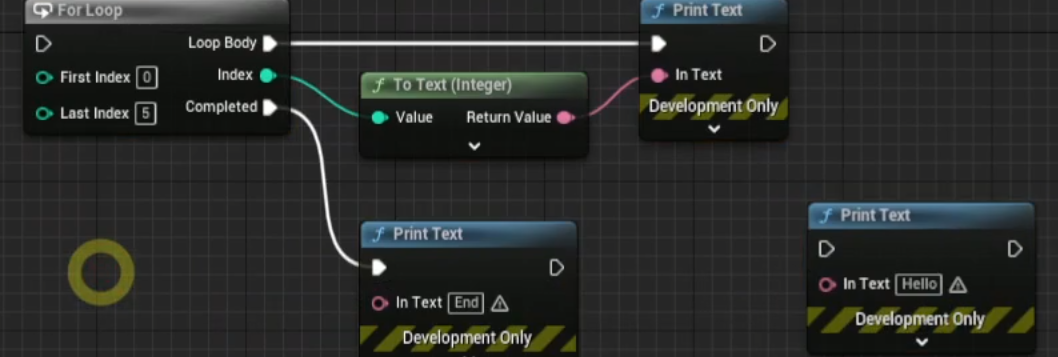 For Loop
Loop Body
First Index 0
Index
Last Index 5
Completed
To Text (Integer)
Value
Return Value
Print Text
In Text
Development Only
Print Text
In Text End
Development Only
Print Text
In Text Hello
Development Only